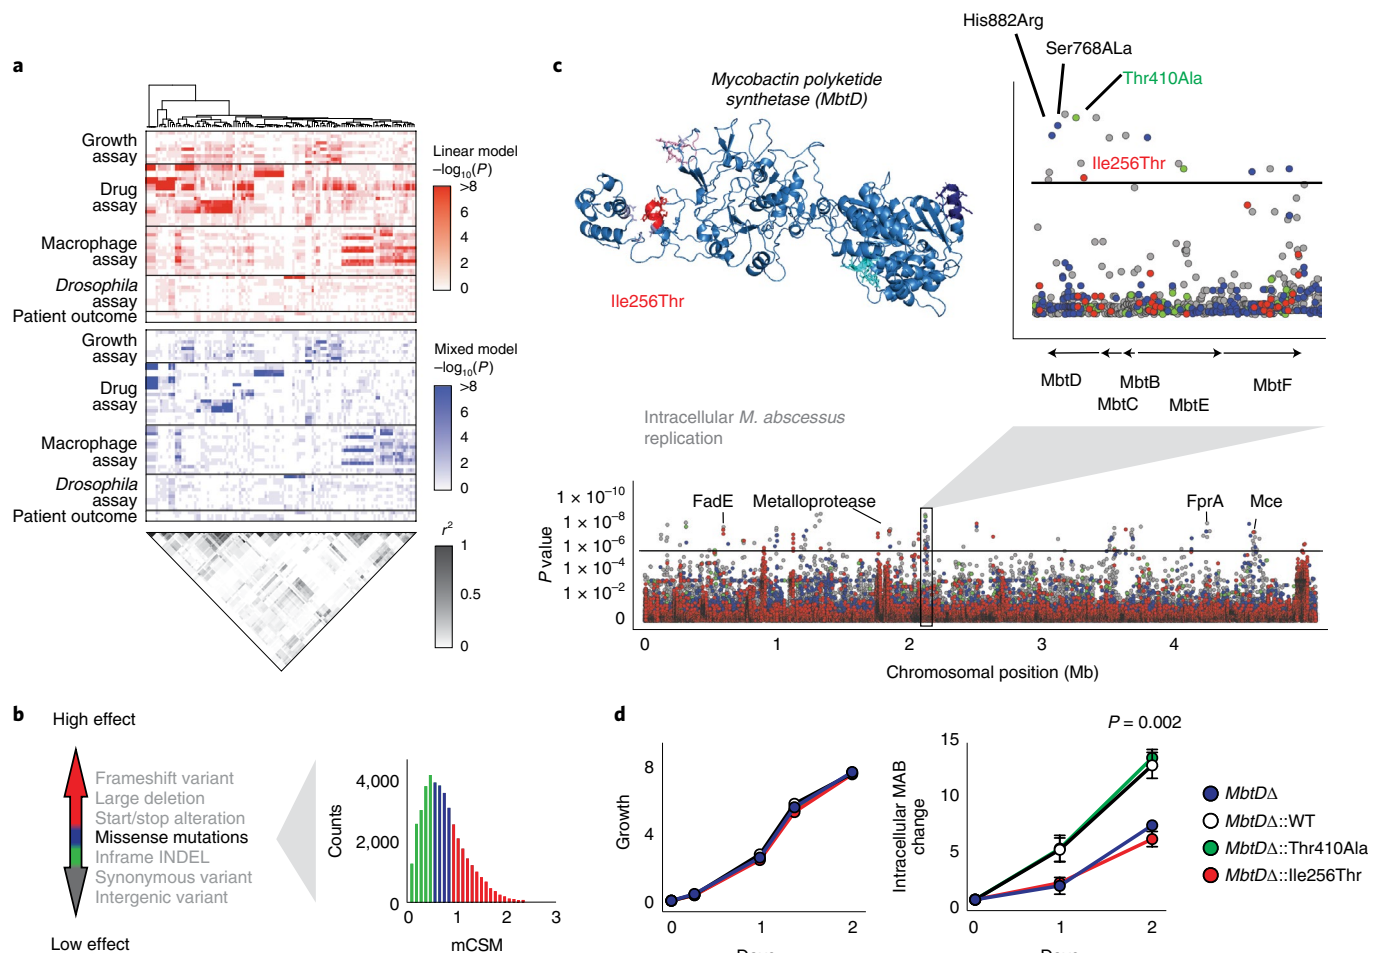 a
Growth
assay
Drug
assay
Macrophage
assay
Drosophila
assay
Patient outcome
Growth
assay
Drug
assay
Macrophage
assay
Drosophila
assay
Patient outcome
Linear model
–log10(P)
>8
6
4
2
0
Mixed model
–log10(P)
>8
6
4
2
0
r2
1
0.5
0
b
High effect
Frameshift variant
Large deletion
Start/stop alteration
Missense mutations
Inframe INDEL
Synonymous variant
Intergenic variant
Low effect
Counts
4,000
2,000
0
0 1 2 3
mCSM
c
Mycobactin polyketide
synthetase (MbtD)
Ile256Thr
His882Arg
Ser768ALa
Thr410Ala
Ile256Thr
MbtD
MbtC
MbtB
MbtE
MbtF
Intracellular M. abscessus
replication
P value
1 × 10–10
1 × 10–8
1 × 10–6
1 × 10–4
1 × 10–2
0
FadE
Metalloprotease
FprA
Mce
0 1 2 3 4
Chromosomal position (Mb)
d
Growth
8
4
0
0 1 2
Intracellular MAB
change
15
10
5
0
0 1 2
P = 0.002
MbtDΔ
MbtDΔ::WT
MbtDΔ::Thr410Ala
MbtDΔ::Ile256Thr